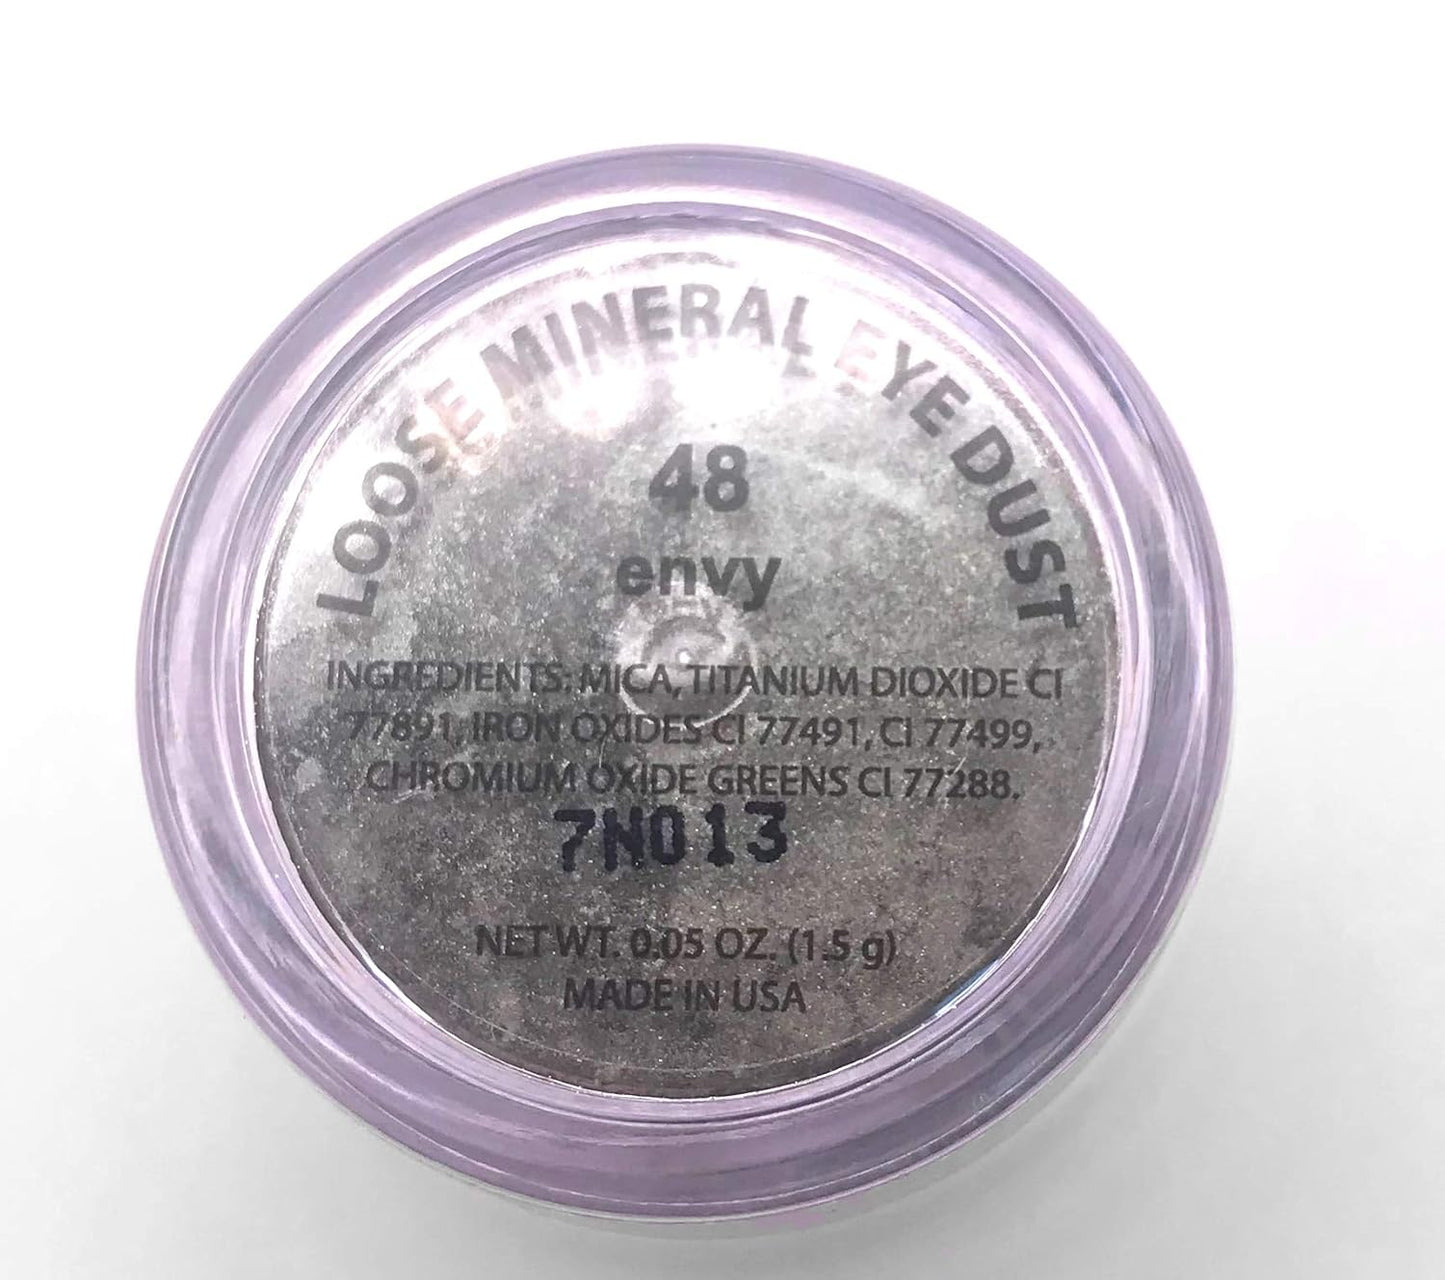 LOOSE MINERAL EYE DUST
48
envy
INGREDIENTS: MICA, TITANIUM DIOXIDE CI
77891, IRON OXIDES CI 77491, CI 77499,
CHROMIUM OXIDE GREENS CI 77288.
7N013
NET WT. 0.05 OZ. (1.5 g)
MADE IN USA